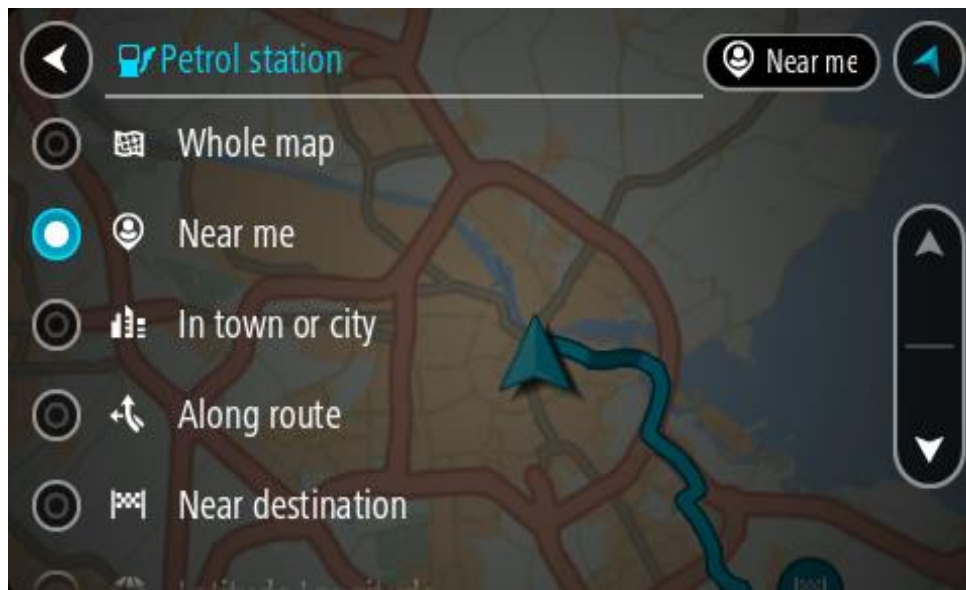 Petrol station
Near me
Whole map
Near me
In town or city
Along route
Near destination